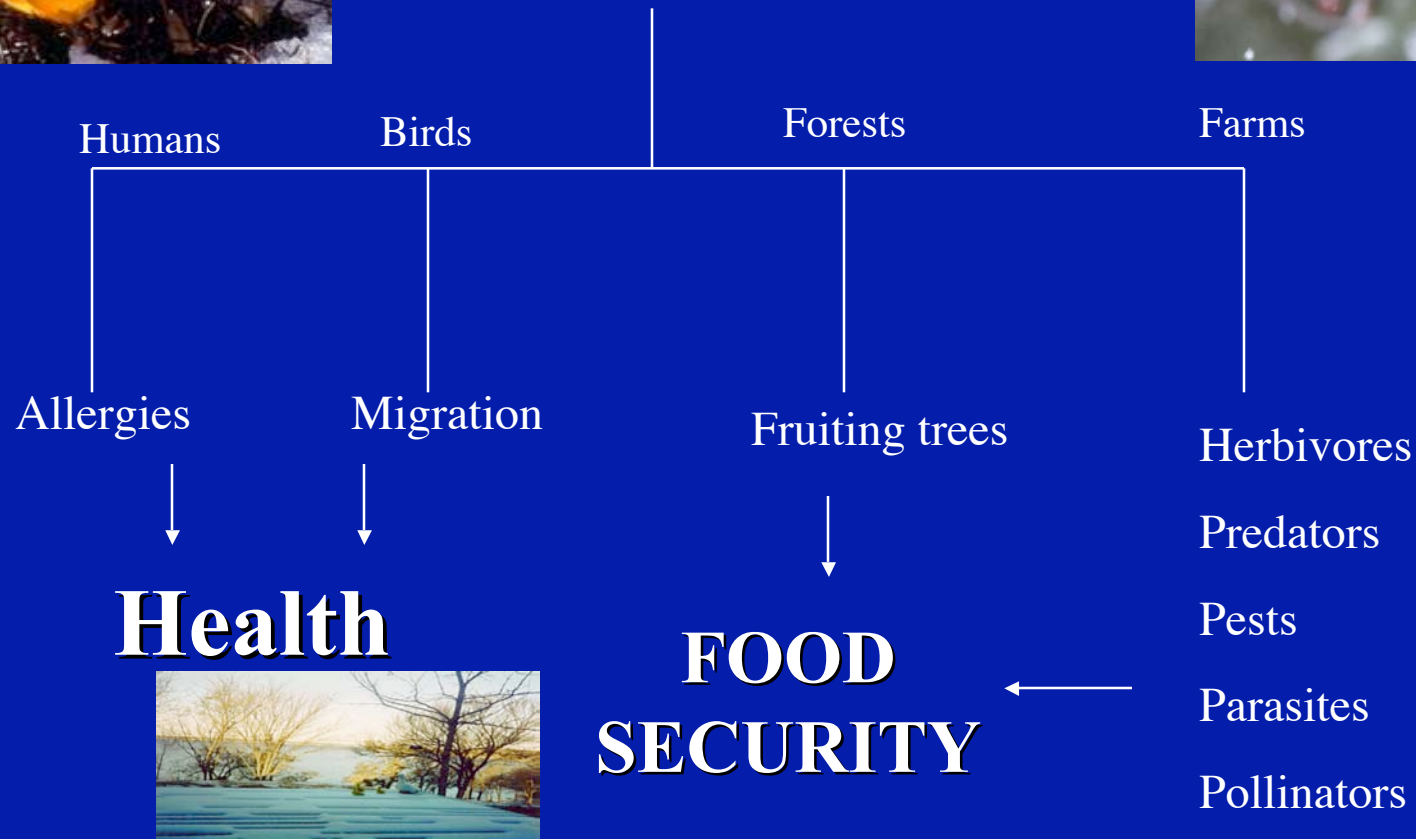 Humans
Birds
Forests
Farms
Allergies
Migration
Fruiting trees
Herbivores
Predators
Pests
Parasites
Pollinators
Health
FOOD
SECURITY